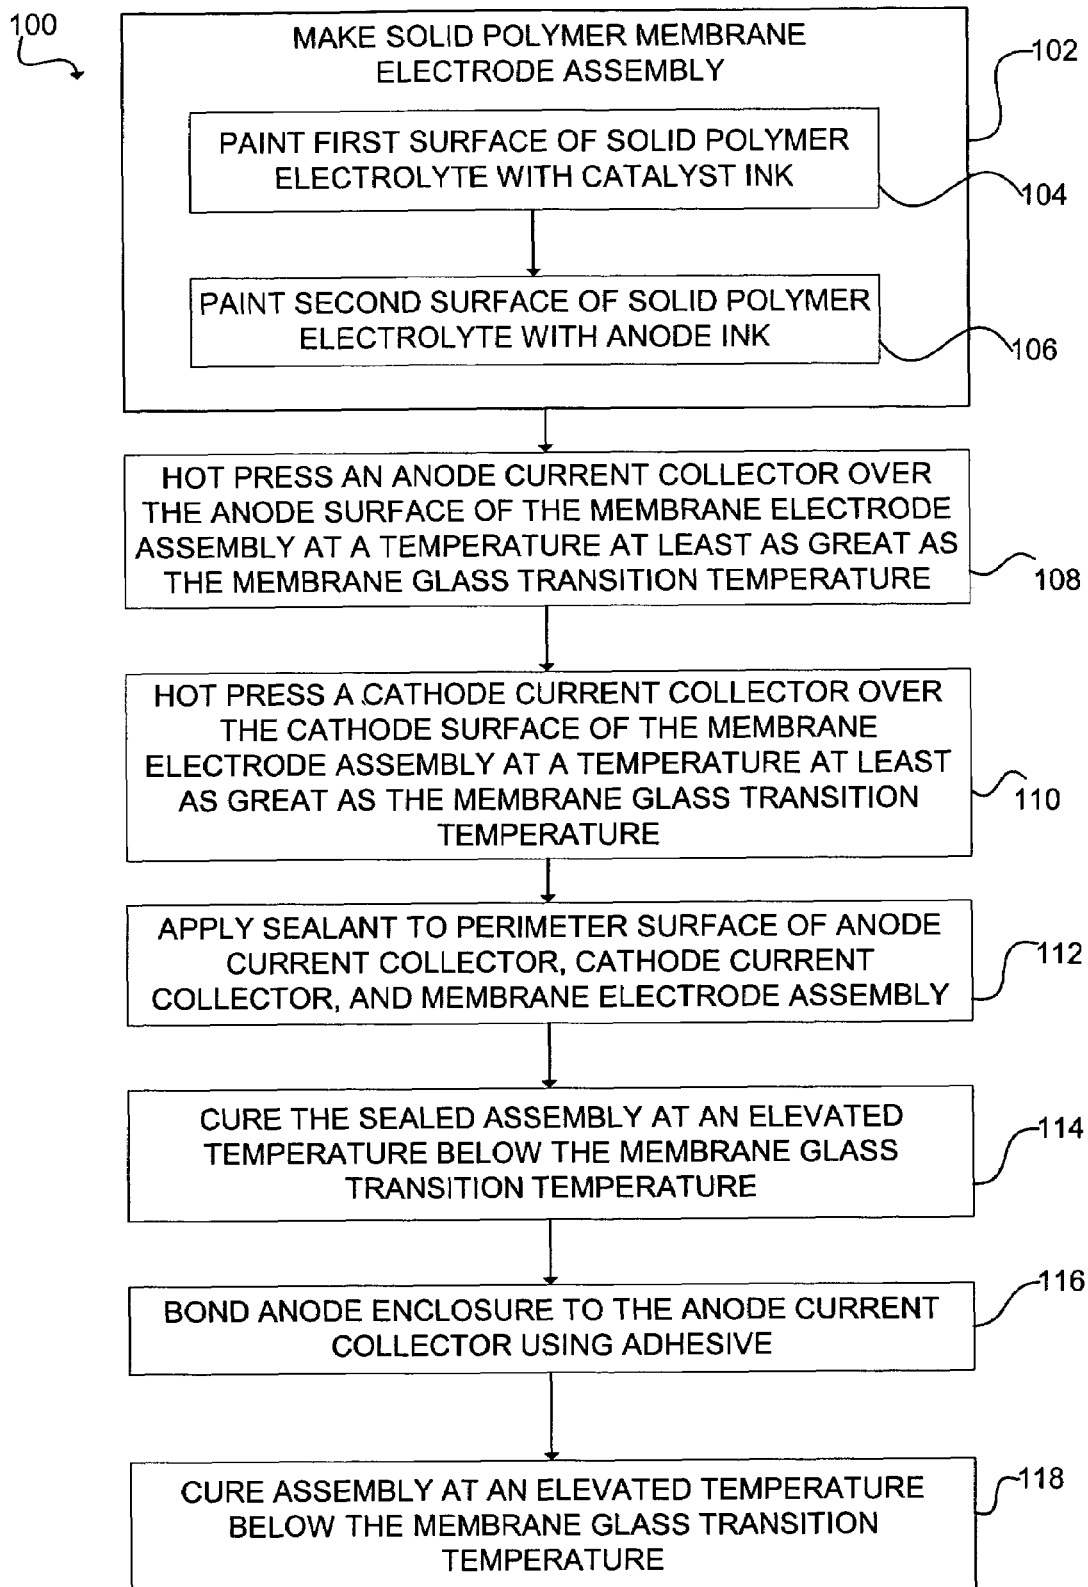 100
MAKE SOLID POLYMER MEMBRANE
ELECTRODE ASSEMBLY
102
PAINT FIRST SURFACE OF SOLID POLYMER
ELECTROLYTE WITH CATALYST INK
104
PAINT SECOND SURFACE OF SOLID POLYMER
ELECTROLYTE WITH ANODE INK
106
HOT PRESS AN ANODE CURRENT COLLECTOR OVER
THE ANODE SURFACE OF THE MEMBRANE ELECTRODE
ASSEMBLY AT A TEMPERATURE AT LEAST AS GREAT AS
THE MEMBRANE GLASS TRANSITION TEMPERATURE
108
HOT PRESS A CATHODE CURRENT COLLECTOR OVER
THE CATHODE SURFACE OF THE MEMBRANE
ELECTRODE ASSEMBLY AT A TEMPERATURE AT LEAST
AS GREAT AS THE MEMBRANE GLASS TRANSITION
TEMPERATURE
110
APPLY SEALANT TO PERIMETER SURFACE OF ANODE
CURRENT COLLECTOR, CATHODE CURRENT
COLLECTOR, AND MEMBRANE ELECTRODE ASSEMBLY
112
CURE THE SEALED ASSEMBLY AT AN ELEVATED
TEMPERATURE BELOW THE MEMBRANE GLASS
TRANSITION TEMPERATURE
114
BOND ANODE ENCLOSURE TO THE ANODE CURRENT
COLLECTOR USING ADHESIVE
116
CURE ASSEMBLY AT AN ELEVATED TEMPERATURE
BELOW THE MEMBRANE GLASS TRANSITION
TEMPERATURE
118